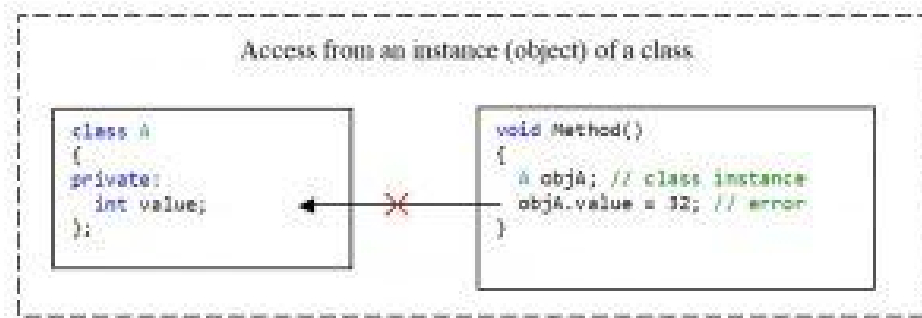 Access from an instance (object) of a class
class A
{
private:
int value;
};
void Method()
{
A objA; // class instance
objA.value = 32; // error
}